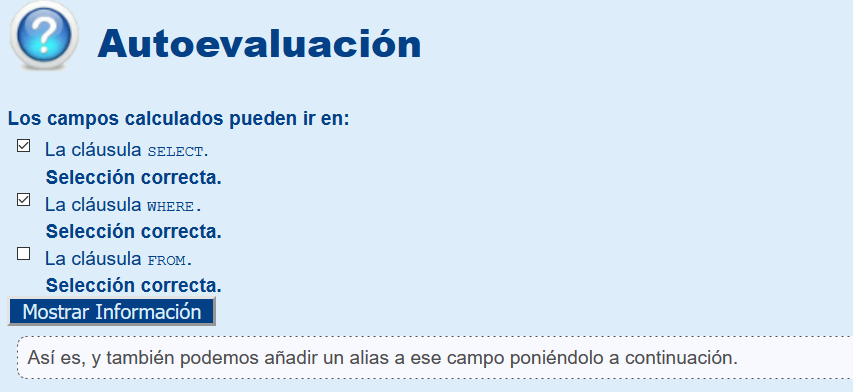 Autoevaluación
Los campos calculados pueden ir en:
La cláusula SELECT.
Selección correcta.
La cláusula WHERE.
Selección correcta.
La cláusula FROM.
Selección correcta.
Mostrar Información
Así es, y también podemos añadir un alias a ese campo poniéndolo a continuación.